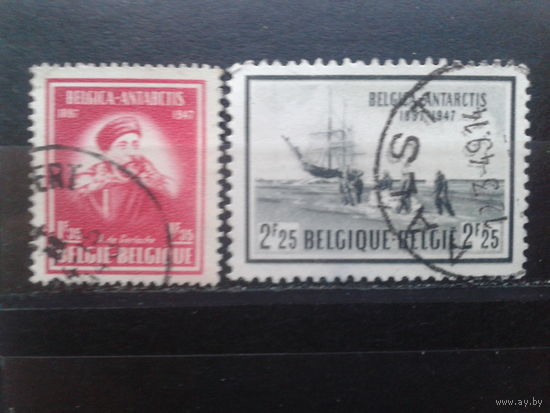 BELGICA-ANTARCTIS
1897 1947
1F35 A. de Gerlache 1F35
BELGIË-BELGIQUE
BELGICA-ANTARCTIS
1897-1947
2F25 BELGIQUE-BELGIË 2F25
www.ay.by